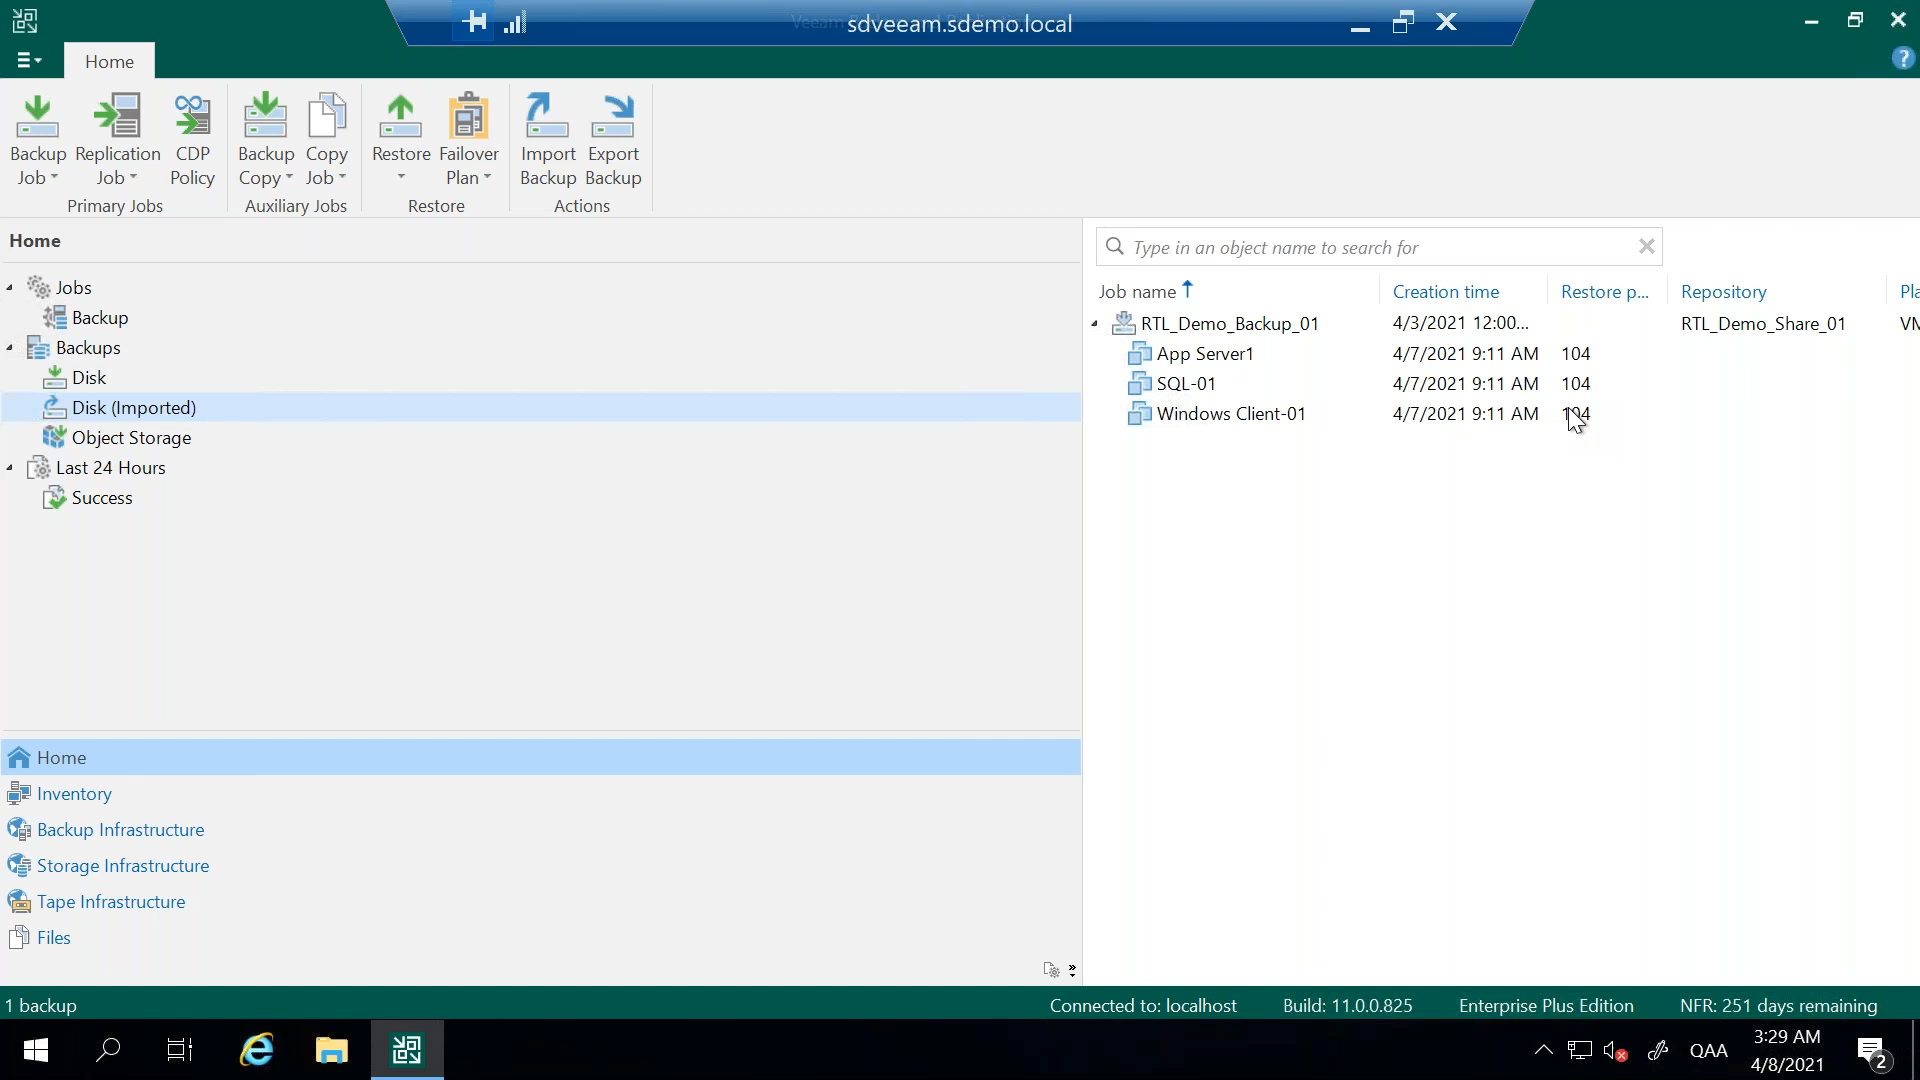 sdveeam.sdemo.local
Home
Backup Job
Replication Job
CDP Policy
Backup Copy
Copy Job
Restore
Failover Plan
Import Backup
Export Backup
Primary Jobs
Auxiliary Jobs
Restore
Actions
Home
Jobs
Backup
Backups
Disk
Disk (Imported)
Object Storage
Last 24 Hours
Success
Home
Inventory
Backup Infrastructure
Storage Infrastructure
Tape Infrastructure
Files
Type in an object name to search for
Job name Creation time Restore p... Repository Pla
RTL_Demo_Backup_01 4/3/2021 12:00... RTL_Demo_Share_01 VM
App Server1 4/7/2021 9:11 AM 104
SQL-01 4/7/2021 9:11 AM 104
Windows Client-01 4/7/2021 9:11 AM 104
1 backup Connected to: localhost Build: 11.0.0.825 Enterprise Plus Edition NFR: 251 days remaining
QAA
3:29 AM
4/8/2021
2